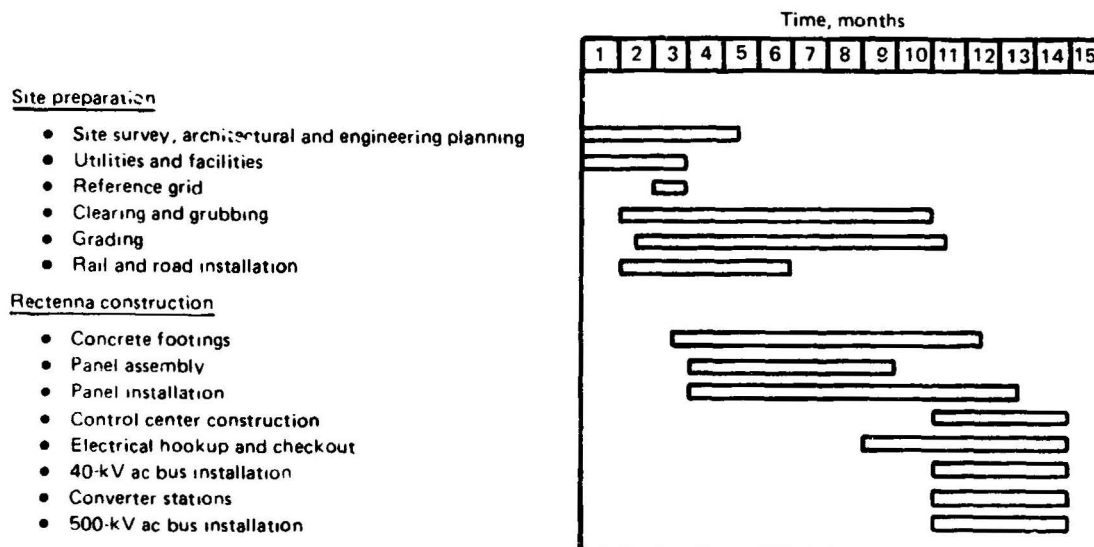 Time, months
1 2 3 4 5 6 7 8 9 10 11 12 13 14 15
Site preparation
• Site survey, architectural and engineering planning
• Utilities and facilities
• Reference grid
• Clearing and grubbing
• Grading
• Rail and road installation
Rectenna construction
• Concrete footings
• Panel assembly
• Panel installation
• Control center construction
• Electrical hookup and checkout
• 40-kV ac bus installation
• Converter stations
• 500-kV ac bus installation